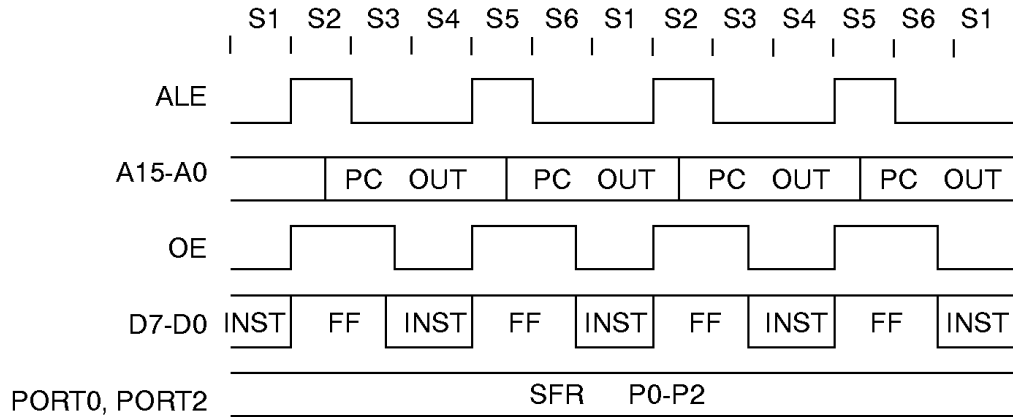 S1 S2 S3 S4 S5 S6 S1 S2 S3 S4 S5 S6 S1
ALE
A15-A0 PC OUT PC OUT PC OUT PC OUT
OE
D7-D0 INST FF INST FF INST FF INST FF INST
PORT0, PORT2 SFR P0-P2